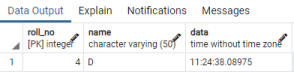 Data Output Explain Notifications Messages
roll_no name data
[PK] integer character varying (50) time without time zone
1 4 D 11:24:38.08975